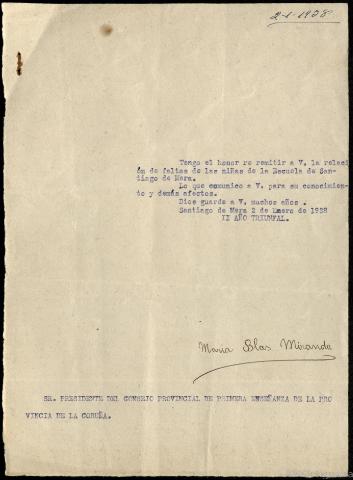 2-1-1938
Tengo el honor re remitir a V. la relaci
ón de faltas de las niñas de la Escuela de San-
tiago de Mera.
Lo que comunico a V. para su conocimien-
to y demás efectos.
Dios guarde a V. muchos años .
Santiago de Mera 2 de Enero de 1938
II AÑO TRIUNFAL.
Maria Blas Miranda
SR. PRESIDENTE DEL CONSEJO PROVINCIAL DE PRIMERA ENSEÑANZA DE LA PRO
VINCIA DE LA CORUÑA.